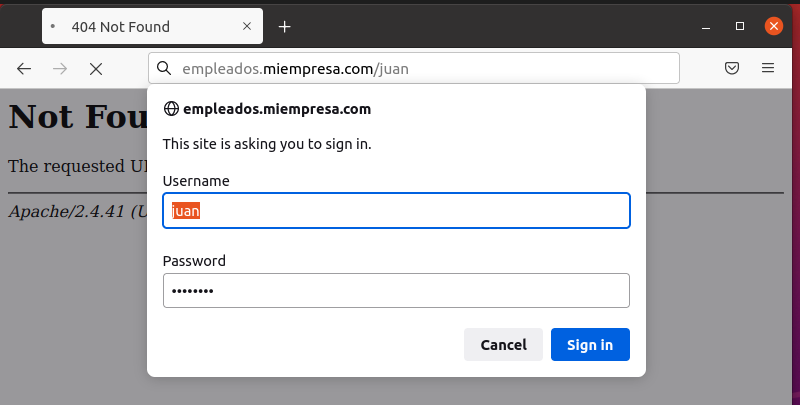 404 Not Found
empleados.miempresa.com/juan
Not Fou
The requested U
Apache/2.4.41 (U
empleados.miempresa.com
This site is asking you to sign in.
Username
juan
Password
••••••••
Cancel
Sign in